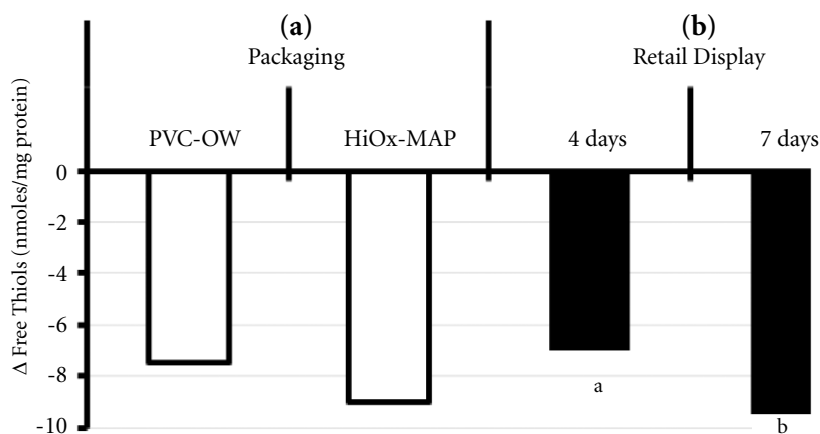 (a)
Packaging
(b)
Retail Display
PVC-OW
HiOx-MAP
4 days
7 days
Δ Free Thiols (nmoles/mg protein)
0
-2
-4
-6
-8
-10
a
b